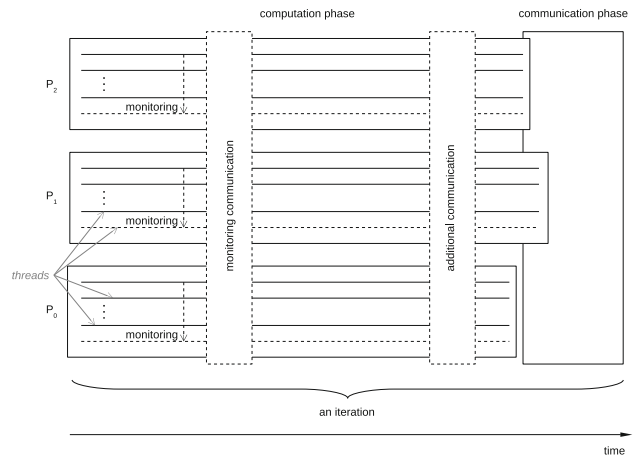 computation phase
communication phase
P2
monitoring
monitoring communication
additional communication
P1
monitoring
threads
P0
monitoring
an iteration
time